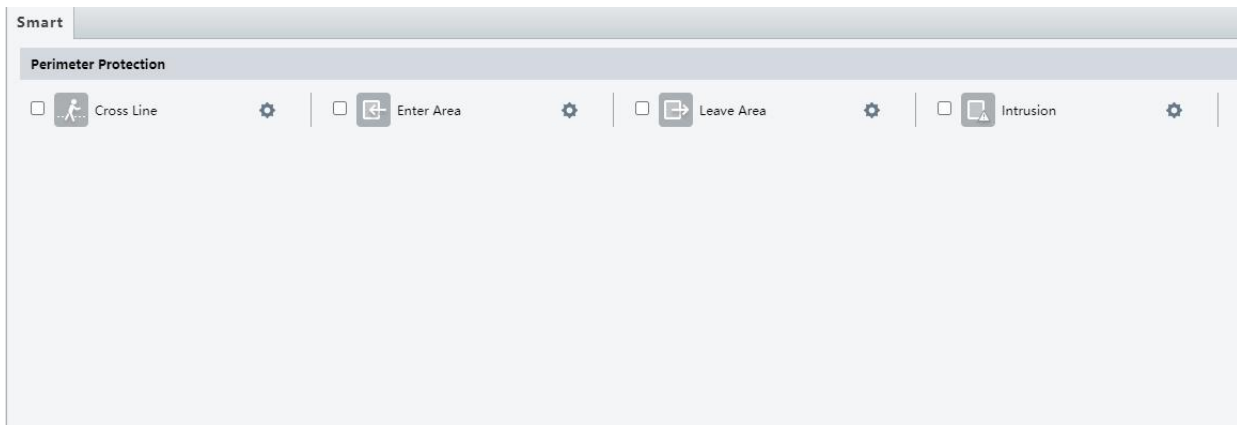 Smart
Perimeter Protection
Cross Line Enter Area Leave Area Intrusion